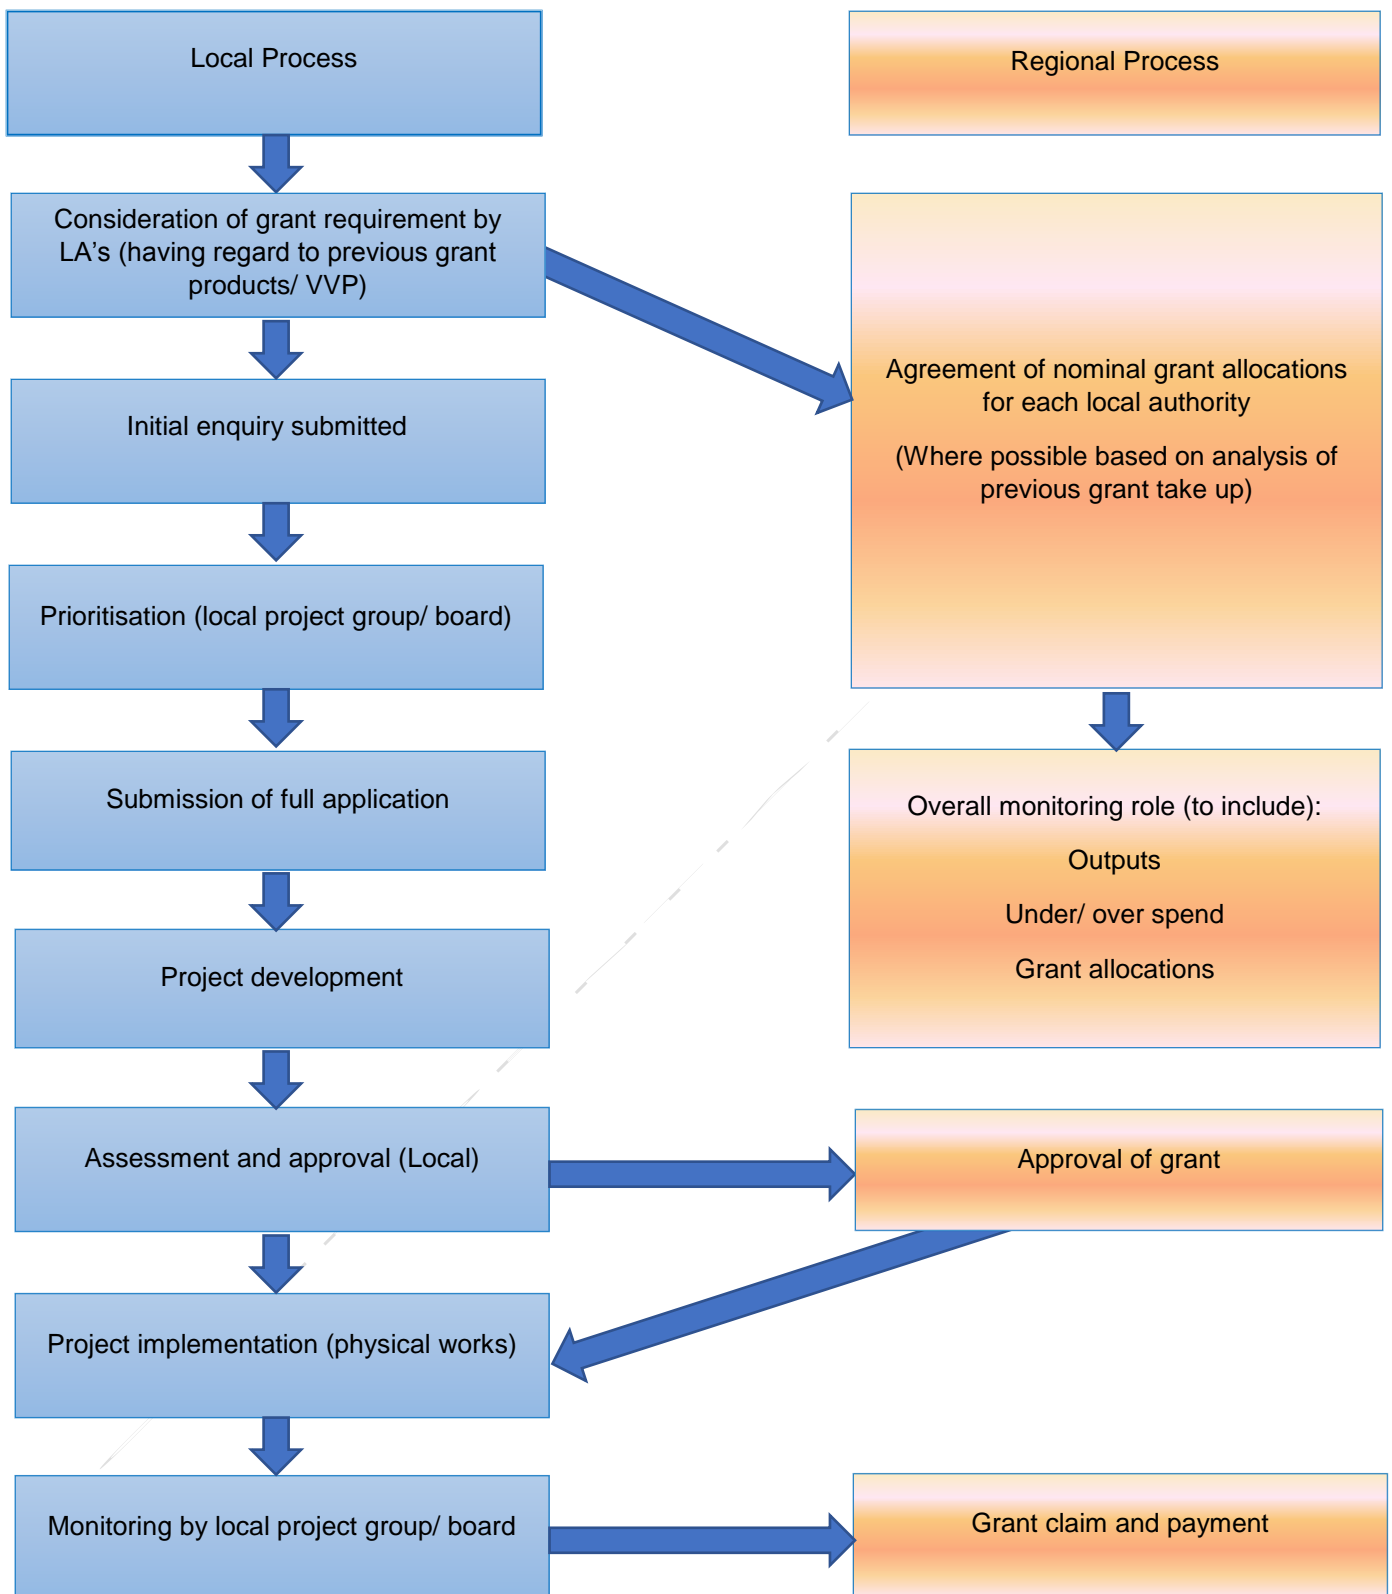 Local Process
Regional Process
Consideration of grant requirement by
LA’s (having regard to previous grant
products/ VVP)
Initial enquiry submitted
Agreement of nominal grant allocations
for each local authority
(Where possible based on analysis of
previous grant take up)
Prioritisation (local project group/ board)
Submission of full application
Overall monitoring role (to include):
Outputs
Under/ over spend
Grant allocations
Project development
Assessment and approval (Local)
Approval of grant
Project implementation (physical works)
Monitoring by local project group/ board
Grant claim and payment